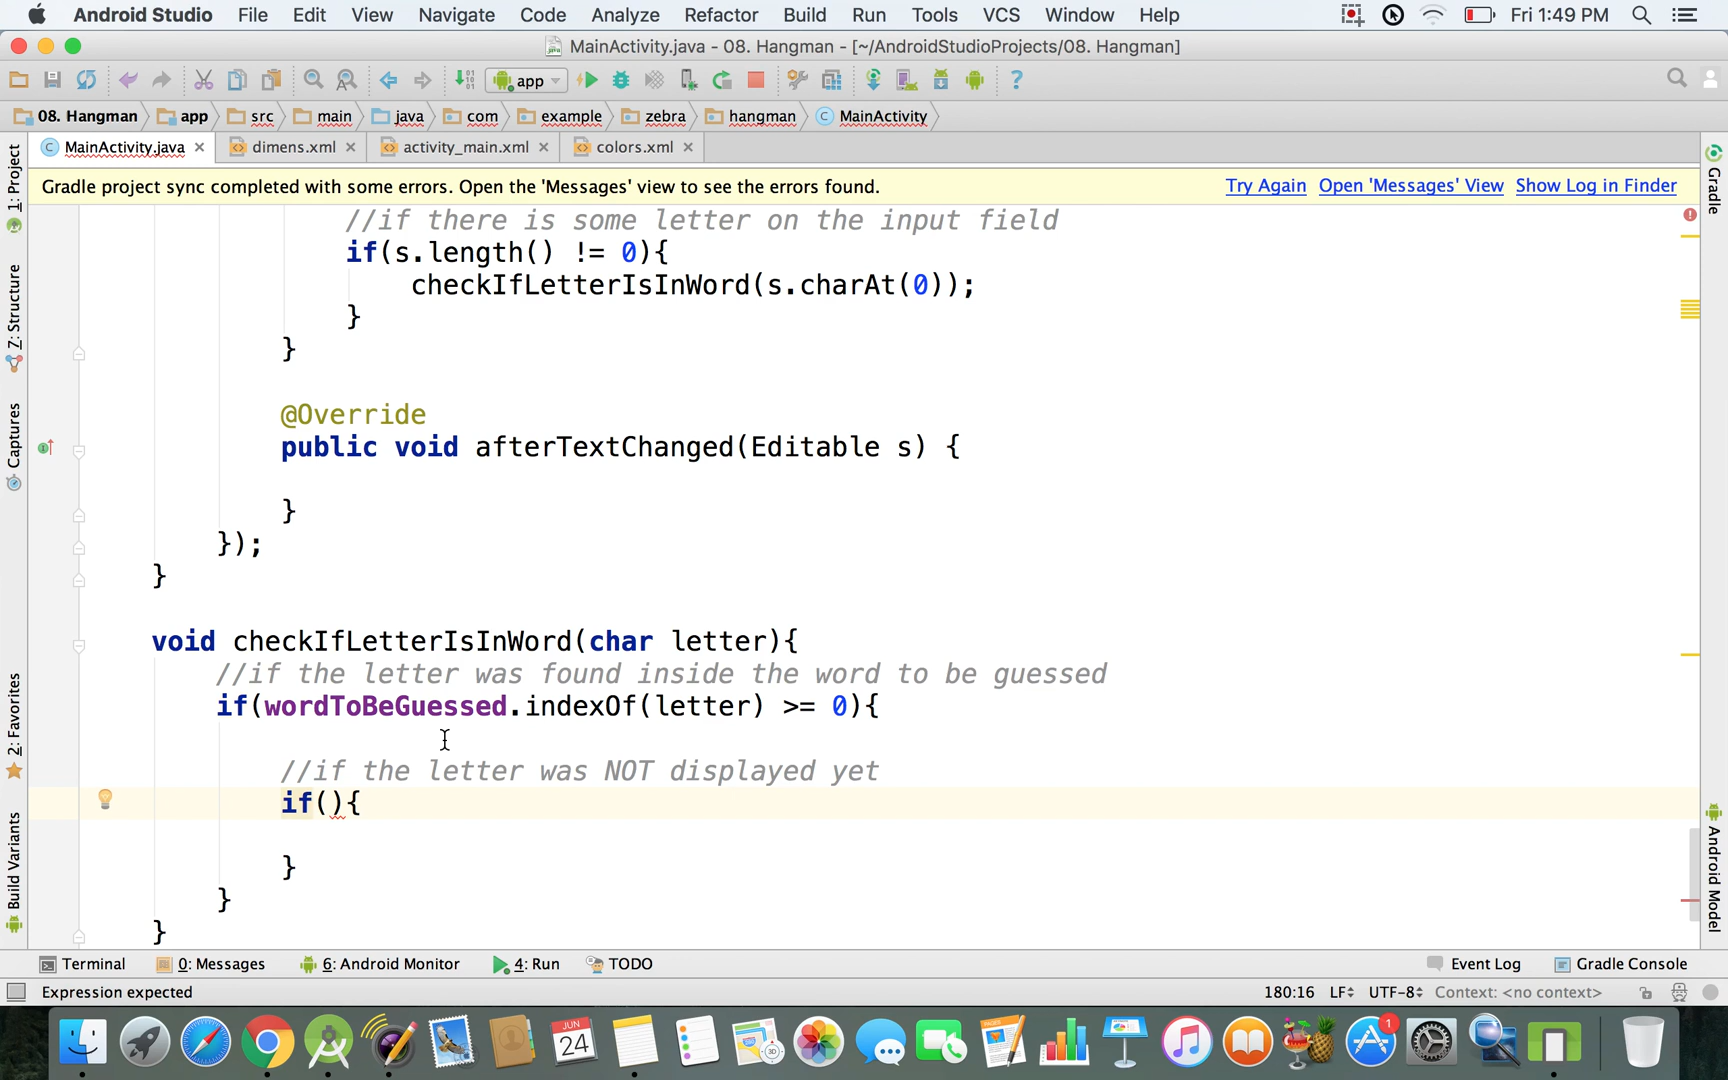 Android Studio File Edit View Navigate Code Analyze Refactor Build Run Tools VCS Window Help Fri 1:49 PM
MainActivity.java - 08. Hangman - [~/AndroidStudioProjects/08. Hangman]
app
08. Hangman app src main java com example zebra hangman MainActivity
MainActivity.java dimens.xml activity_main.xml colors.xml
Gradle project sync completed with some errors. Open the 'Messages' view to see the errors found. Try Again Open 'Messages' View Show Log in Finder
//if there is some letter on the input field
if(s.length() != 0){
checkIfLetterIsInWord(s.charAt(0));
}
}
@Override
public void afterTextChanged(Editable s) {
}
});
}
void checkIfLetterIsInWord(char letter){
//if the letter was found inside the word to be guessed
if(wordToBeGuessed.indexOf(letter) >= 0){
//if the letter was NOT displayed yet
if(){
}
}
}
1: Project
Z: Structure
Captures
2: Favorites
Build Variants
Gradle
Android Model
Terminal 0: Messages 6: Android Monitor 4: Run TODO Event Log Gradle Console
Expression expected 180:16 LF UTF-8 Context: <no context>
JUN
24
3D
1